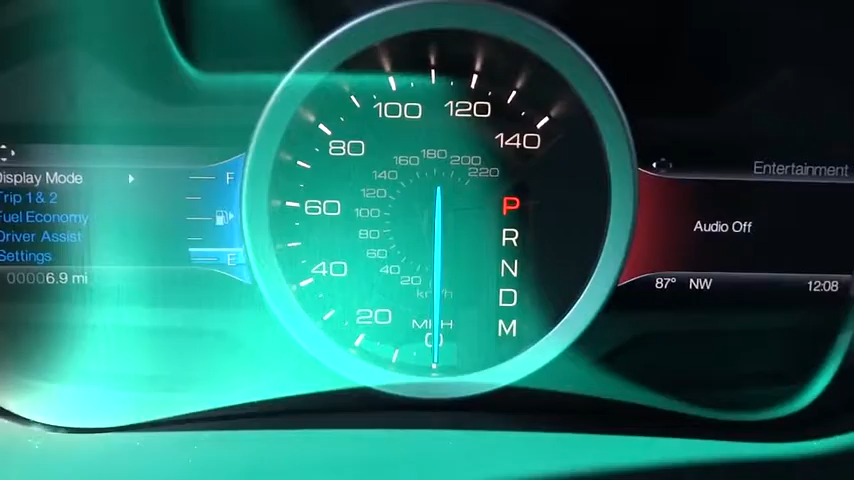 Display Mode
Trip 1 & 2
Fuel Economy
Driver Assist
Settings
00006.9 mi
F
E
100
120
80
140
60
40
20
180
160
200
140
220
120
100
80
60
40
20
km/h
MPH
0
P
R
N
D
M
Entertainment
Audio Off
87° NW
12:08